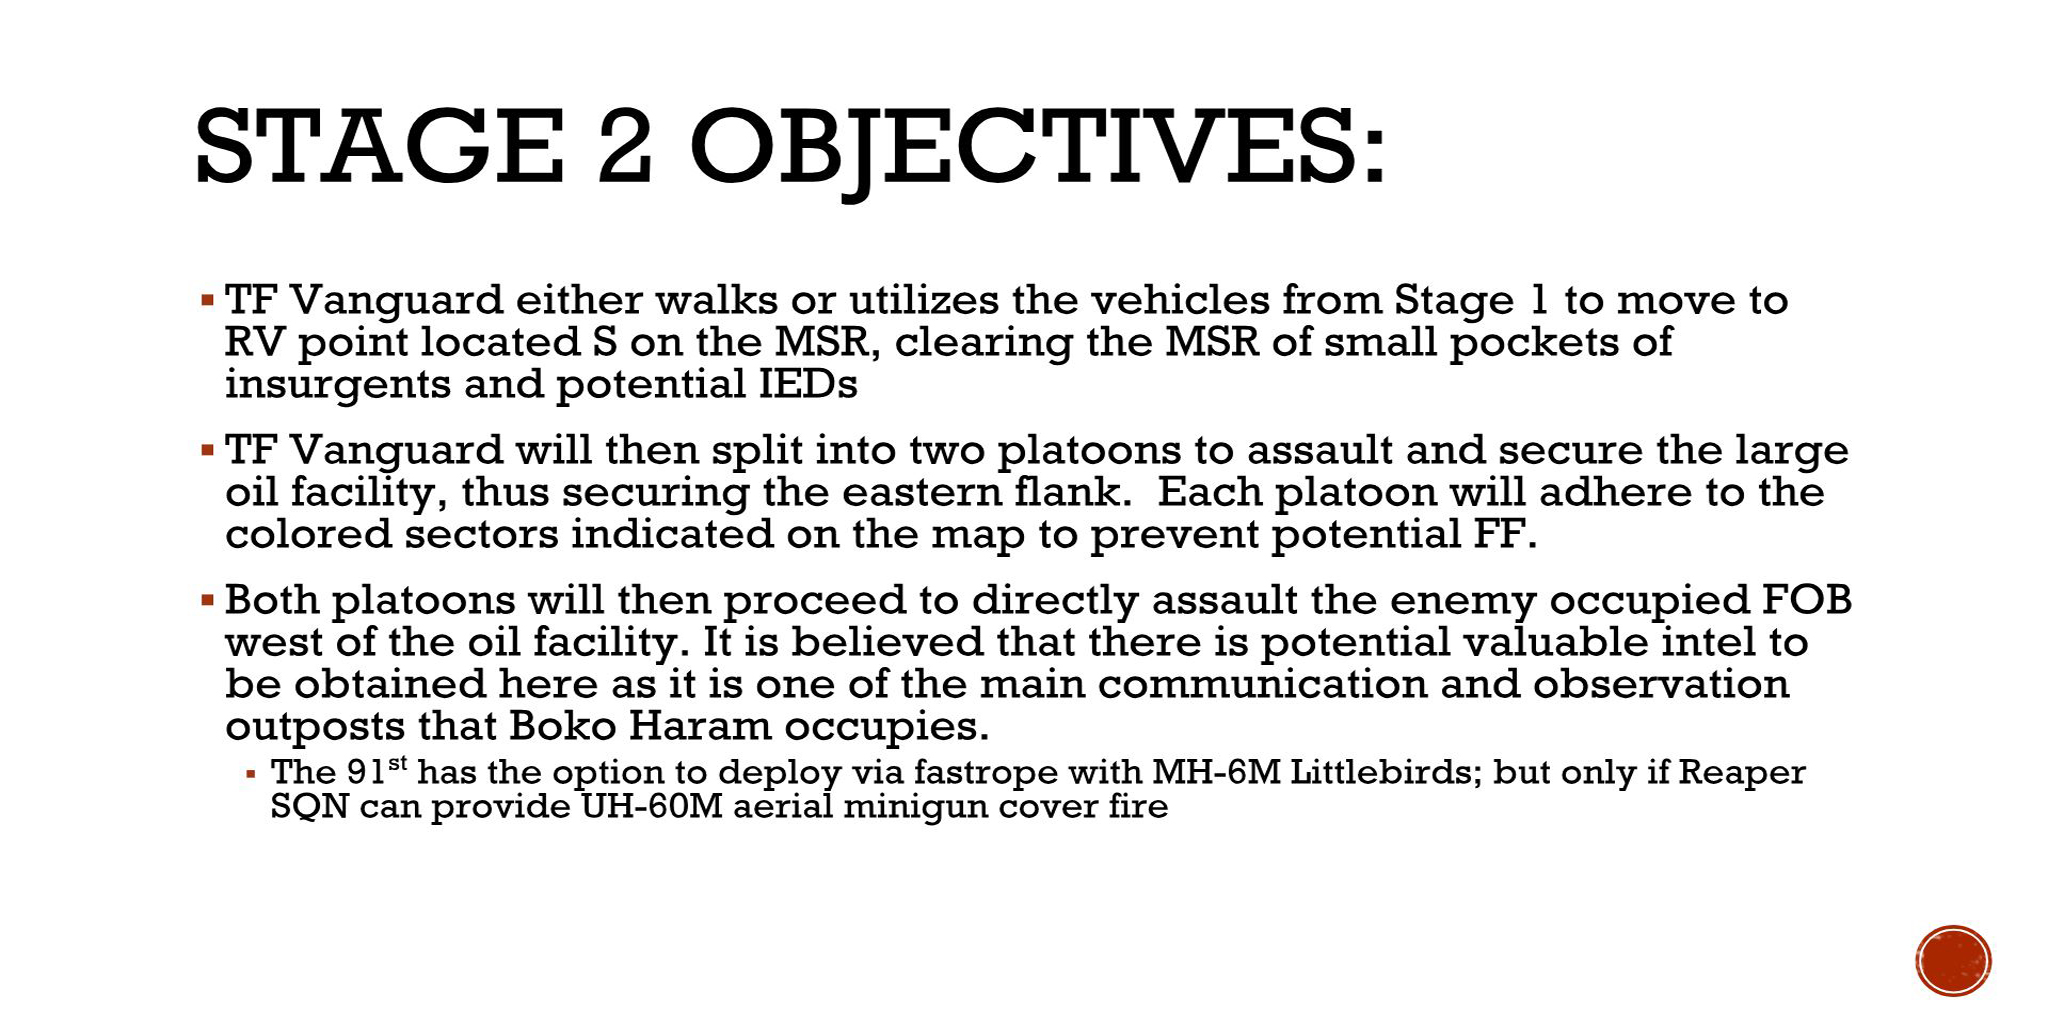 STAGE 2 OBJECTIVES:
▪ TF Vanguard either walks or utilizes the vehicles from Stage 1 to move to
RV point located S on the MSR, clearing the MSR of small pockets of
insurgents and potential IEDs
▪ TF Vanguard will then split into two platoons to assault and secure the large
oil facility, thus securing the eastern flank.  Each platoon will adhere to the
colored sectors indicated on the map to prevent potential FF.
▪ Both platoons will then proceed to directly assault the enemy occupied FOB
west of the oil facility. It is believed that there is potential valuable intel to
be obtained here as it is one of the main communication and observation
outposts that Boko Haram occupies.
▪ The 91st has the option to deploy via fastrope with MH-6M Littlebirds; but only if Reaper
SQN can provide UH-60M aerial minigun cover fire